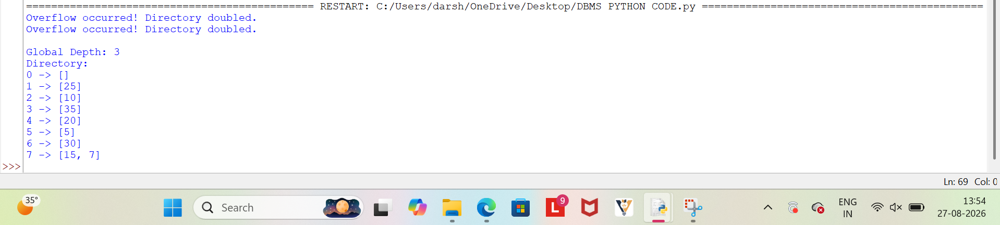 ============================================== RESTART: C:/Users/darsh/OneDrive/Desktop/DBMS PYTHON CODE.py =============================================
Overflow occurred! Directory doubled.
Overflow occurred! Directory doubled.
Global Depth: 3
Directory:
0 -> []
1 -> [25]
2 -> [10]
3 -> [35]
4 -> [20]
5 -> [5]
6 -> [30]
7 -> [15, 7]
>>>
Ln: 69 Col: 0
35°
Search
L 9
V
ENG
IN
13:54
27-08-2026